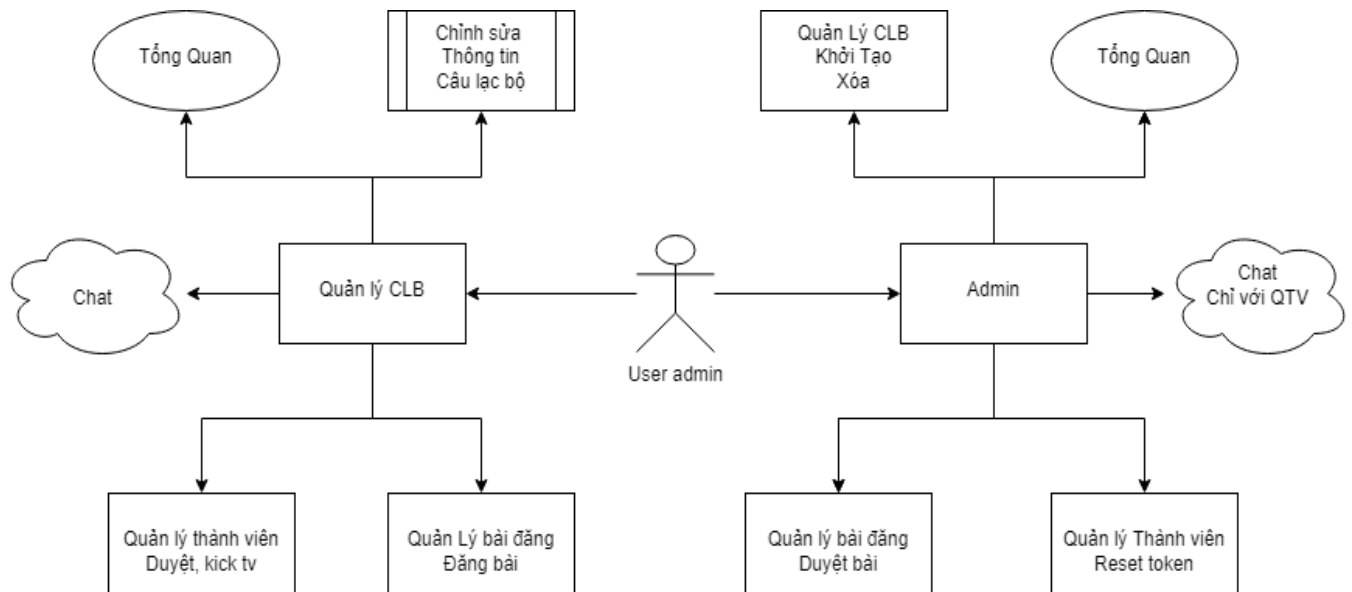 Tổng Quan
Chỉnh sửa
Thông tin
Câu lạc bộ
Quản Lý CLB
Khởi Tạo
Xóa
Tổng Quan
Chat
Quản lý CLB
User admin
Admin
Chat
Chỉ với QTV
Quản lý thành viên
Duyệt, kick tv
Quản Lý bài đăng
Đăng bài
Quản lý bài đăng
Duyệt bài
Quản lý Thành viên
Reset token